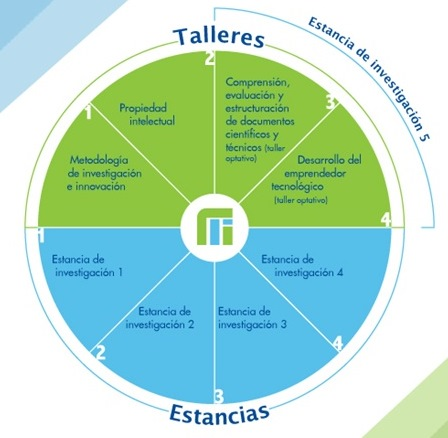 Talleres
Estancia de investigación 5
2
Comprensión,
evaluación y
estructuración
de documentos
científicos y
técnicos (taller
optativo)
3
1
Propiedad
intelectual
Metodología
de investigación
e innovación
Desarrollo del
emprendedor
tecnológico
(taller optativo)
4
1
Estancia de
investigación 1
Estancia de
investigación 4
Estancia de
investigación 2
Estancia de
investigación 3
2
4
3
Estancias